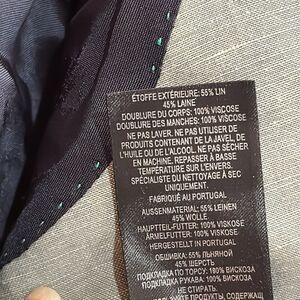 ÉTOFFE EXTÉRIEURE: 55% LIN
45% LAINE
DOUBLURE DU CORPS: 100% VISCOSE
DOUBLURE DES MANCHES: 100% VISCOSE
NE PAS LAVER. NE PAS UTILISER DE
PRODUITS CONTENANT DE LA JAVEL, DE
L'HUILE OU DE L'ALCOOL. NE PAS SÉCHER
EN MACHINE. REPASSER À BASSE
TEMPÉRATURE SUR L'ENVERS.
SPÉCIALISTE DU NETTOYAGE À SEC
UNIQUEMENT.
FABRIQUÉ AU PORTUGAL
AUSSENMATERIAL: 55% LEINEN
45% WOLLE
HAUPTTEIL-FUTTER: 100% VISKOSE
ÄRMELFUTTER: 100% VISKOSE
HERGESTELLT IN PORTUGAL
ОБШИВКА: 55% ЛЬНЯНОЙ
45% ШЕРСТЬ
ПОДКЛАДКА ПО ТОРСУ: 100% ВИСКОЗА
ПОДКЛАДКА РУКАВА: 100% ВИСКОЗА
НЕ СТИРАТЬ.